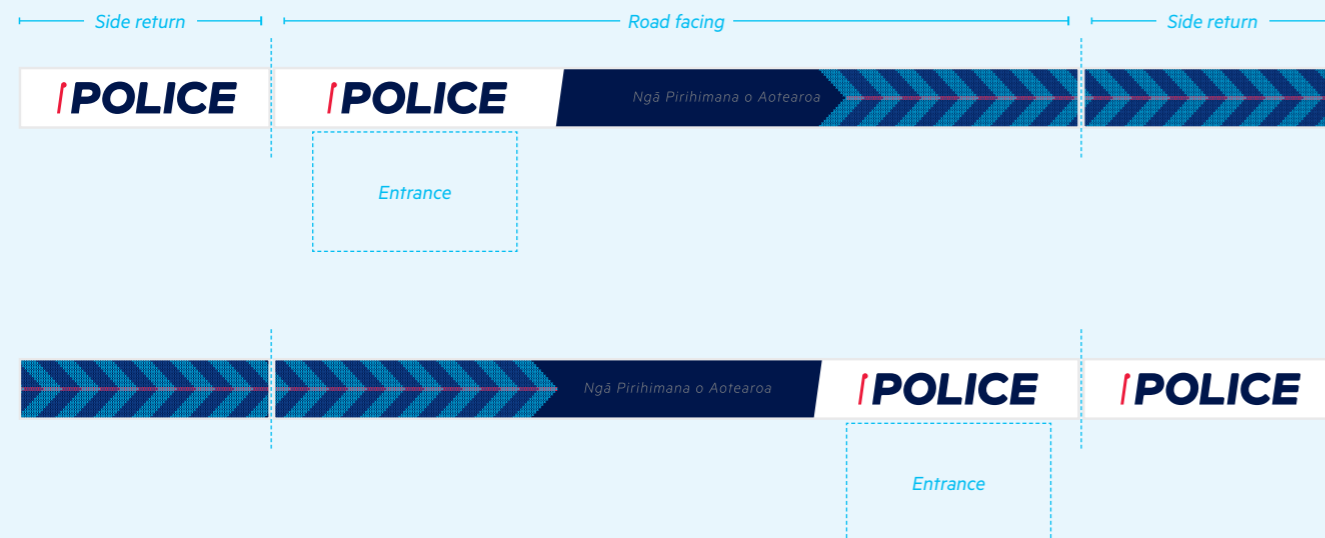 Side return Road facing Side return
POLICE POLICE Ngā Pirihimana o Aotearoa
Entrance
Ngā Pirihimana o Aotearoa POLICE POLICE
Entrance